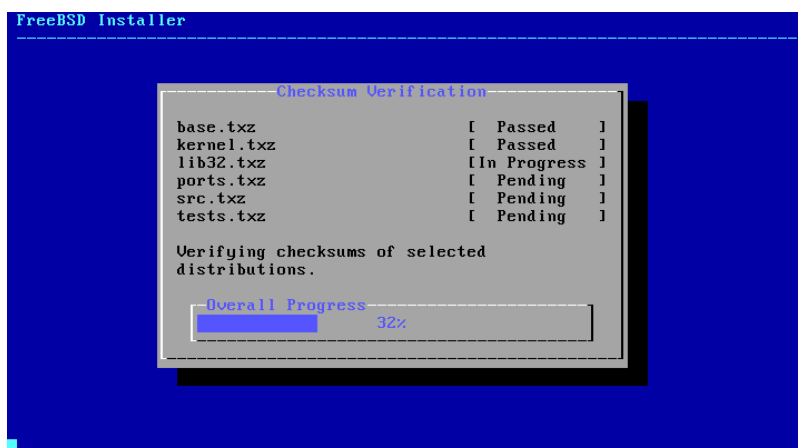 FreeBSD Installer
Checksum Verification
base.txz [ Passed ]
kernel.txz [ Passed ]
lib32.txz [In Progress ]
ports.txz [ Pending ]
src.txz [ Pending ]
tests.txz [ Pending ]
Verifying checksums of selected
distributions.
Overall Progress
32%